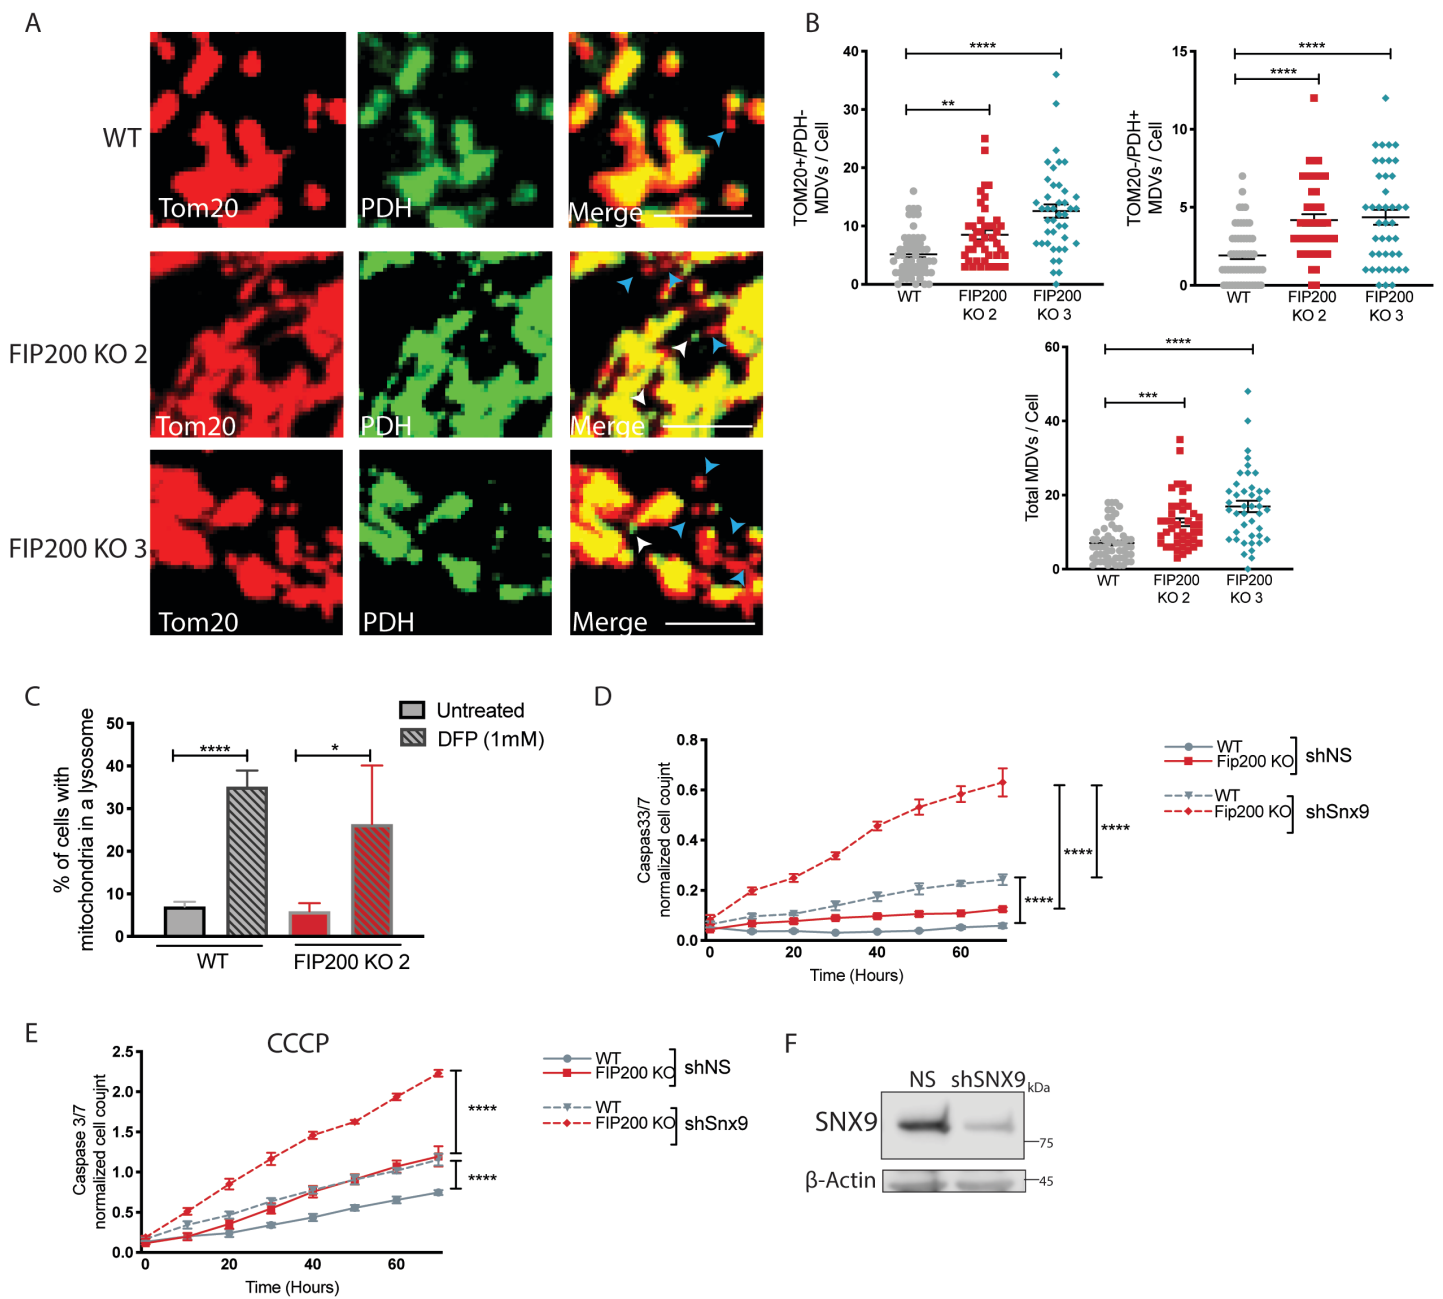 A
WT
Tom20
PDH
Merge
FIP200 KO 2
Tom20
PDH
Merge
FIP200 KO 3
Tom20
PDH
Merge
B
TOM20+/PDH-
MDVs / Cell
40
30
20
10
0
**
****
WT
FIP200
KO 2
FIP200
KO 3
TOM20-/PDH+
MDVs / Cell
15
10
5
0
****
****
WT
FIP200
KO 2
FIP200
KO 3
Total MDVs / Cell
60
40
20
0
***
****
WT
FIP200
KO 2
FIP200
KO 3
C
% of cells with
mitochondria in a lysosome
50
40
30
20
10
0
****
*
Untreated
DFP (1mM)
WT
FIP200 KO 2
D
Caspas33/7
normalized cell coujnt
0.8
0.6
0.4
0.2
0.0
0
20
40
60
Time (Hours)
****
****
****
WT
Fip200 KO
shNS
WT
Fip200 KO
shSnx9
E
CCCP
Caspase 3/7
normalized cell coujnt
2.5
2.0
1.5
1.0
0.5
0.0
0
20
40
60
Time (Hours)
****
****
WT
FIP200 KO
shNS
WT
FIP200 KO
shSnx9
F
NS shSNX9 kDa
SNX9
75
β-Actin
45